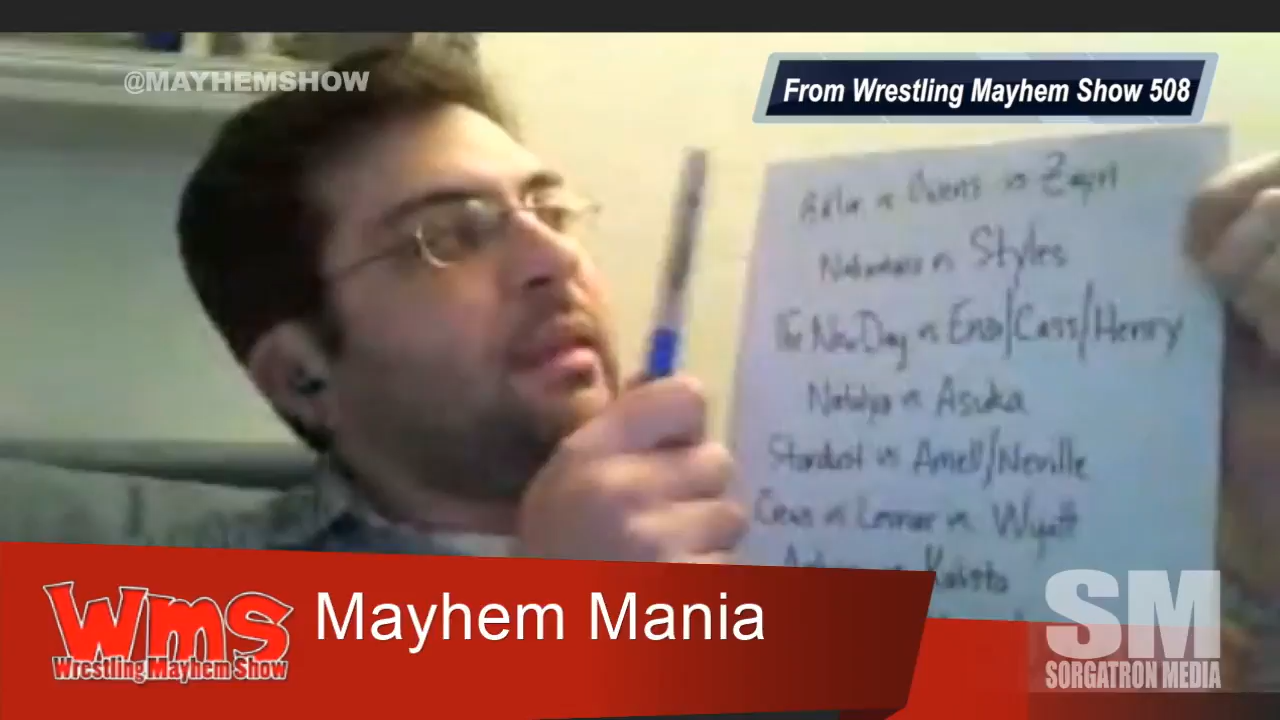 @MAYHEMSHOW
From Wrestling Mayhem Show 508
vs Owens vs Zayn
Nakamura vs Styles
The New Day vs Enzo/Cass/Henry
Natalya vs Asuka
Stardust vs Amell/Neville
Cena vs Lesnar vs Wyatt
Kalisto
Wms
Wrestling Mayhem Show
Mayhem Mania
SM
SORGATRON MEDIA